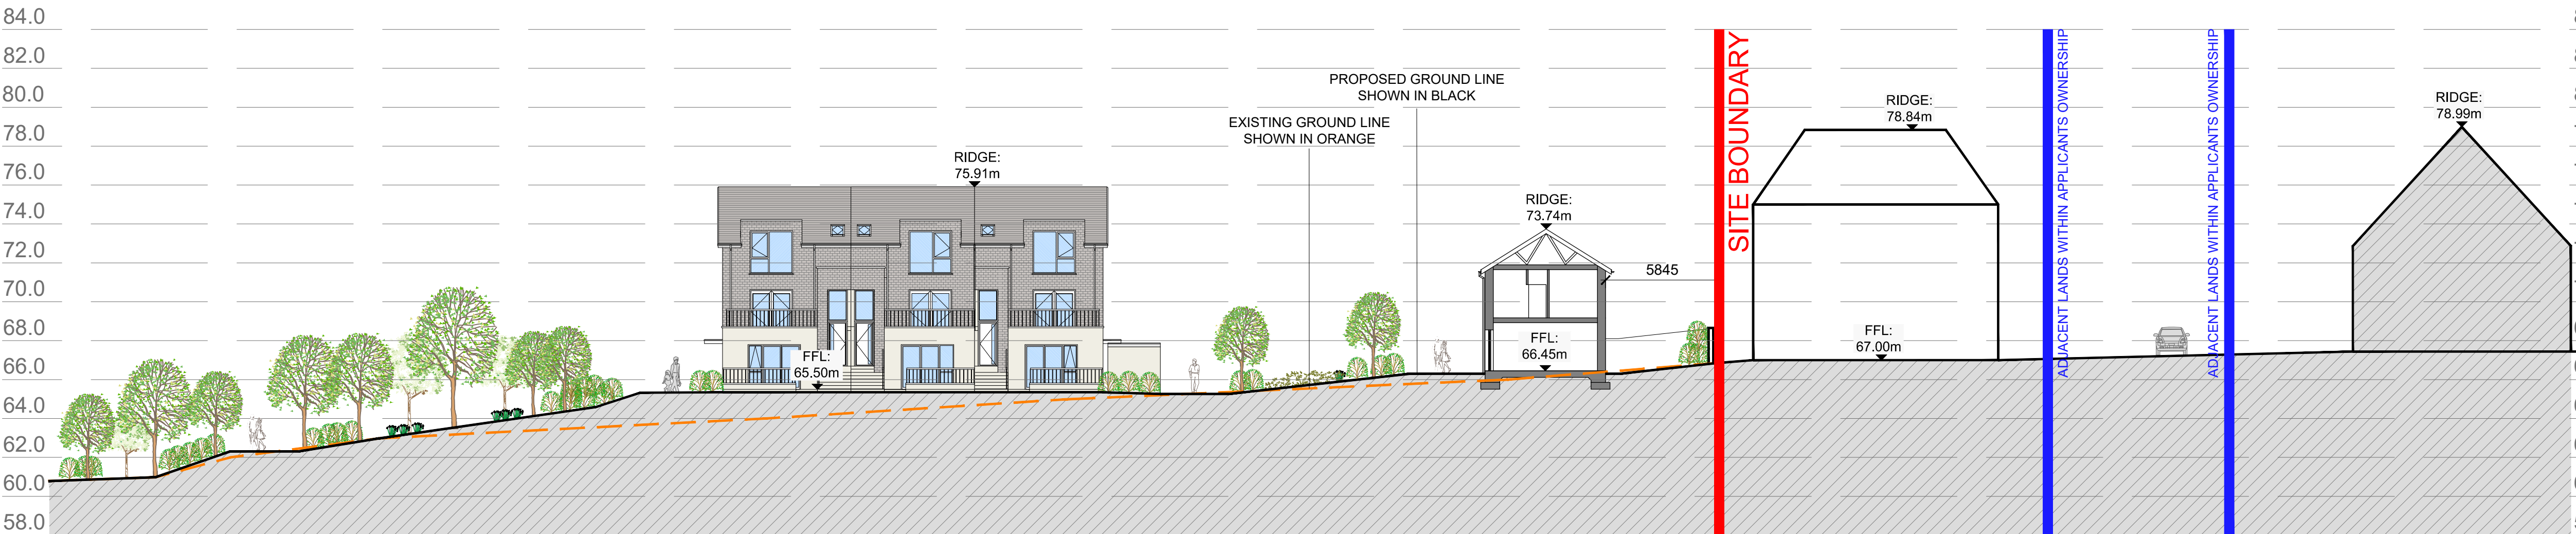 84.0
82.0
80.0
78.0
76.0
74.0
72.0
70.0
68.0
66.0
64.0
62.0
60.0
58.0
RIDGE:
75.91m
FFL:
65.50m
EXISTING GROUND LINE
SHOWN IN ORANGE
PROPOSED GROUND LINE
SHOWN IN BLACK
RIDGE:
73.74m
FFL:
66.45m
5845
SITE BOUNDARY
RIDGE:
78.84m
FFL:
67.00m
ADJACENT LANDS WITHIN APPLICANTS OWNERSHIP
ADJACENT LANDS WITHIN APPLICANTS OWNERSHIP
RIDGE:
78.99m